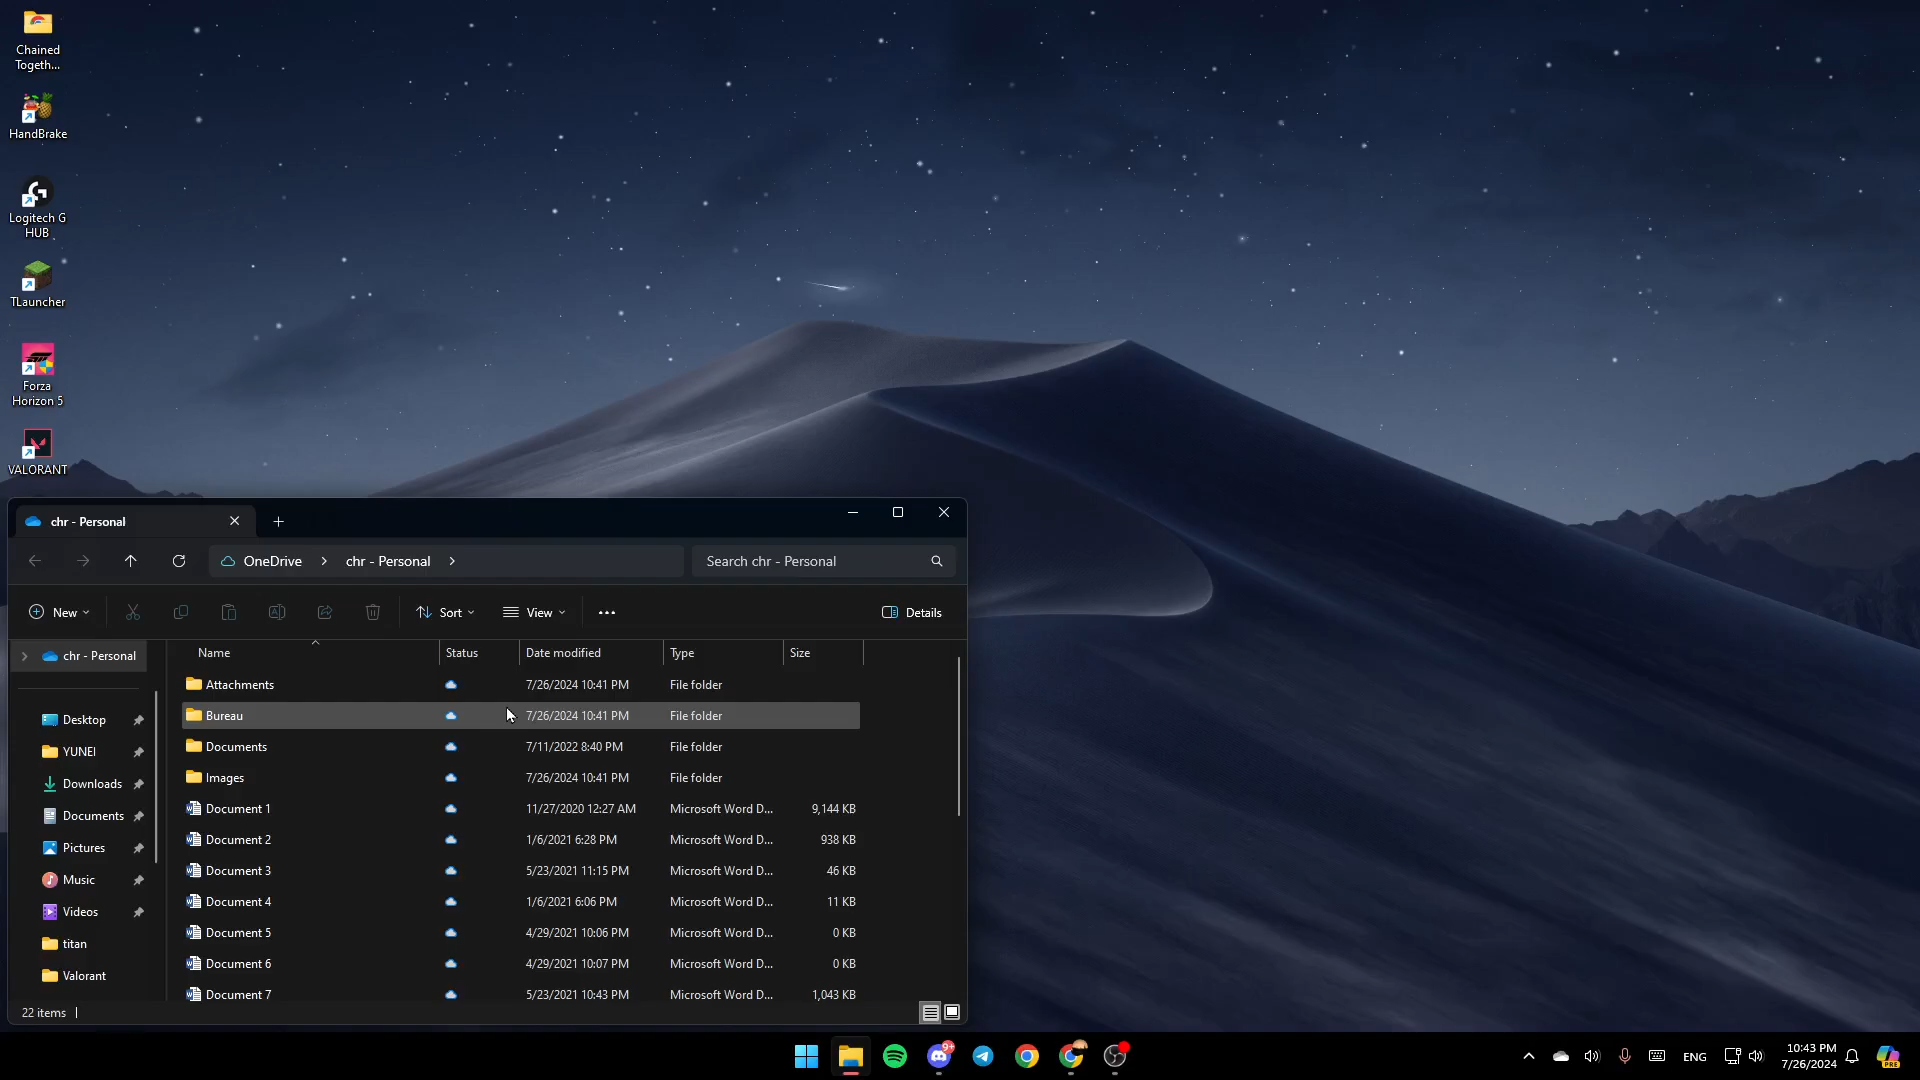 Chained
Togeth...
HandBrake
Logitech G
HUB
TLauncher
Forza
Horizon 5
VALORANT
chr - Personal
OneDrive
chr - Personal
Search chr - Personal
New
Sort
View
Details
chr - Personal
Desktop
YUNEI
Downloads
Documents
Pictures
Music
Videos
titan
Valorant
Name Status Date modified Type Size
Attachments 7/26/2024 10:41 PM File folder
Bureau 7/26/2024 10:41 PM File folder
Documents 7/11/2022 8:40 PM File folder
Images 7/26/2024 10:41 PM File folder
Document 1 11/27/2020 12:27 AM Microsoft Word D... 9,144 KB
Document 2 1/6/2021 6:28 PM Microsoft Word D... 938 KB
Document 3 5/23/2021 11:15 PM Microsoft Word D... 46 KB
Document 4 1/6/2021 6:06 PM Microsoft Word D... 11 KB
Document 5 4/29/2021 10:06 PM Microsoft Word D... 0 KB
Document 6 4/29/2021 10:07 PM Microsoft Word D... 0 KB
Document 7 5/23/2021 10:43 PM Microsoft Word D... 1,043 KB
22 items
9+
ENG
10:43 PM
7/26/2024
PRE